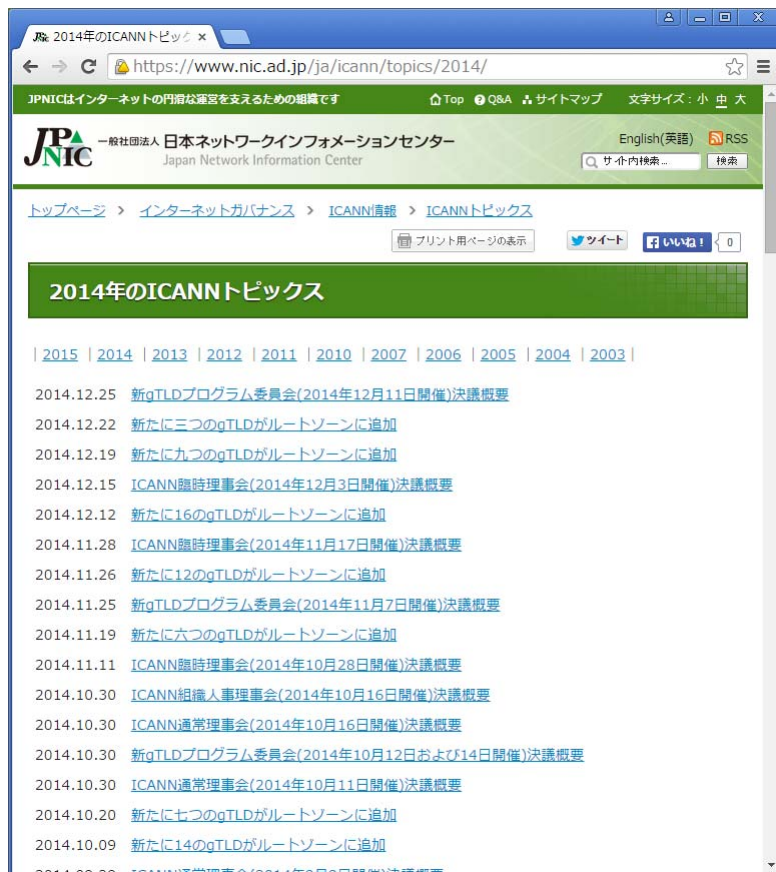 2014年のICANNトピック
https://www.nic.ad.jp/ja/icann/topics/2014/
JPNICはインターネットの円滑な運営を支えるための組織です Top Q&A サイトマップ 文字サイズ：小 中 大
JPNIC 一般社団法人 日本ネットワークインフォメーションセンター English(英語) RSS
Japan Network Information Center サイト内検索... 検索
トップページ > インターネットガバナンス > ICANN情報 > ICANNトピックス
プリント用ページの表示 ツイート いいね！ 0
2014年のICANNトピックス
| 2015 | 2014 | 2013 | 2012 | 2011 | 2010 | 2007 | 2006 | 2005 | 2004 | 2003 |
2014.12.25 新gTLDプログラム委員会(2014年12月11日開催)決議概要
2014.12.22 新たに三つのgTLDがルートゾーンに追加
2014.12.19 新たに九つのgTLDがルートゾーンに追加
2014.12.15 ICANN臨時理事会(2014年12月3日開催)決議概要
2014.12.12 新たに16のgTLDがルートゾーンに追加
2014.11.28 ICANN臨時理事会(2014年11月17日開催)決議概要
2014.11.26 新たに12のgTLDがルートゾーンに追加
2014.11.25 新gTLDプログラム委員会(2014年11月7日開催)決議概要
2014.11.19 新たに六つのgTLDがルートゾーンに追加
2014.11.11 ICANN臨時理事会(2014年10月28日開催)決議概要
2014.10.30 ICANN組織人事理事会(2014年10月16日開催)決議概要
2014.10.30 ICANN通常理事会(2014年10月16日開催)決議概要
2014.10.30 新gTLDプログラム委員会(2014年10月12日および14日開催)決議概要
2014.10.30 ICANN通常理事会(2014年10月11日開催)決議概要
2014.10.20 新たに七つのgTLDがルートゾーンに追加
2014.10.09 新たに14のgTLDがルートゾーンに追加